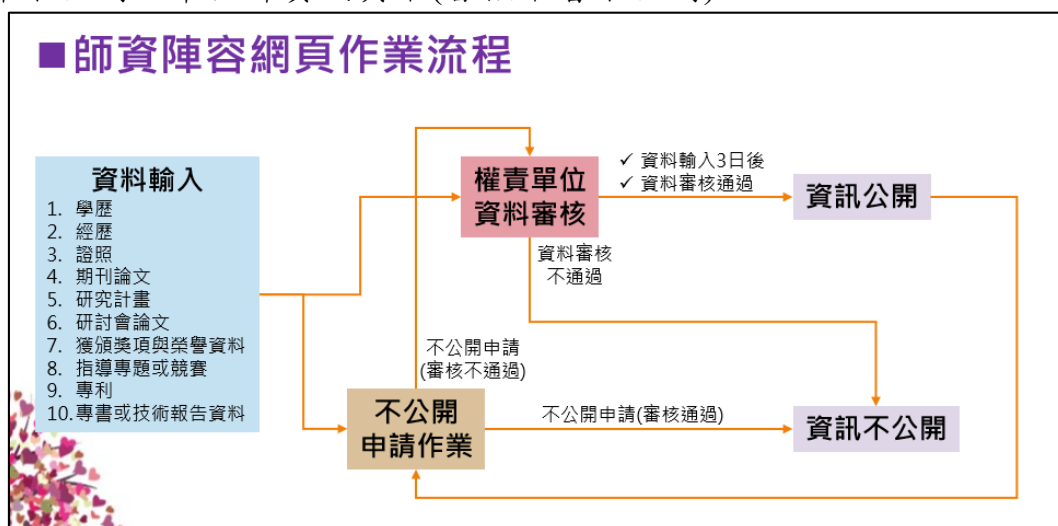 ■師資陣容網頁作業流程
資料輸入
1. 學歷
2. 經歷
3. 證照
4. 期刊論文
5. 研究計畫
6. 研討會論文
7. 獲頒獎項與榮譽資料
8. 指導專題或競賽
9. 專利
10.專書或技術報告資料
權責單位
資料審核
✓ 資料輸入3日後
✓ 資料審核通過
資訊公開
資料審核
不通過
不公開申請
(審核不通過)
不公開
申請作業
不公開申請(審核通過)
資訊不公開